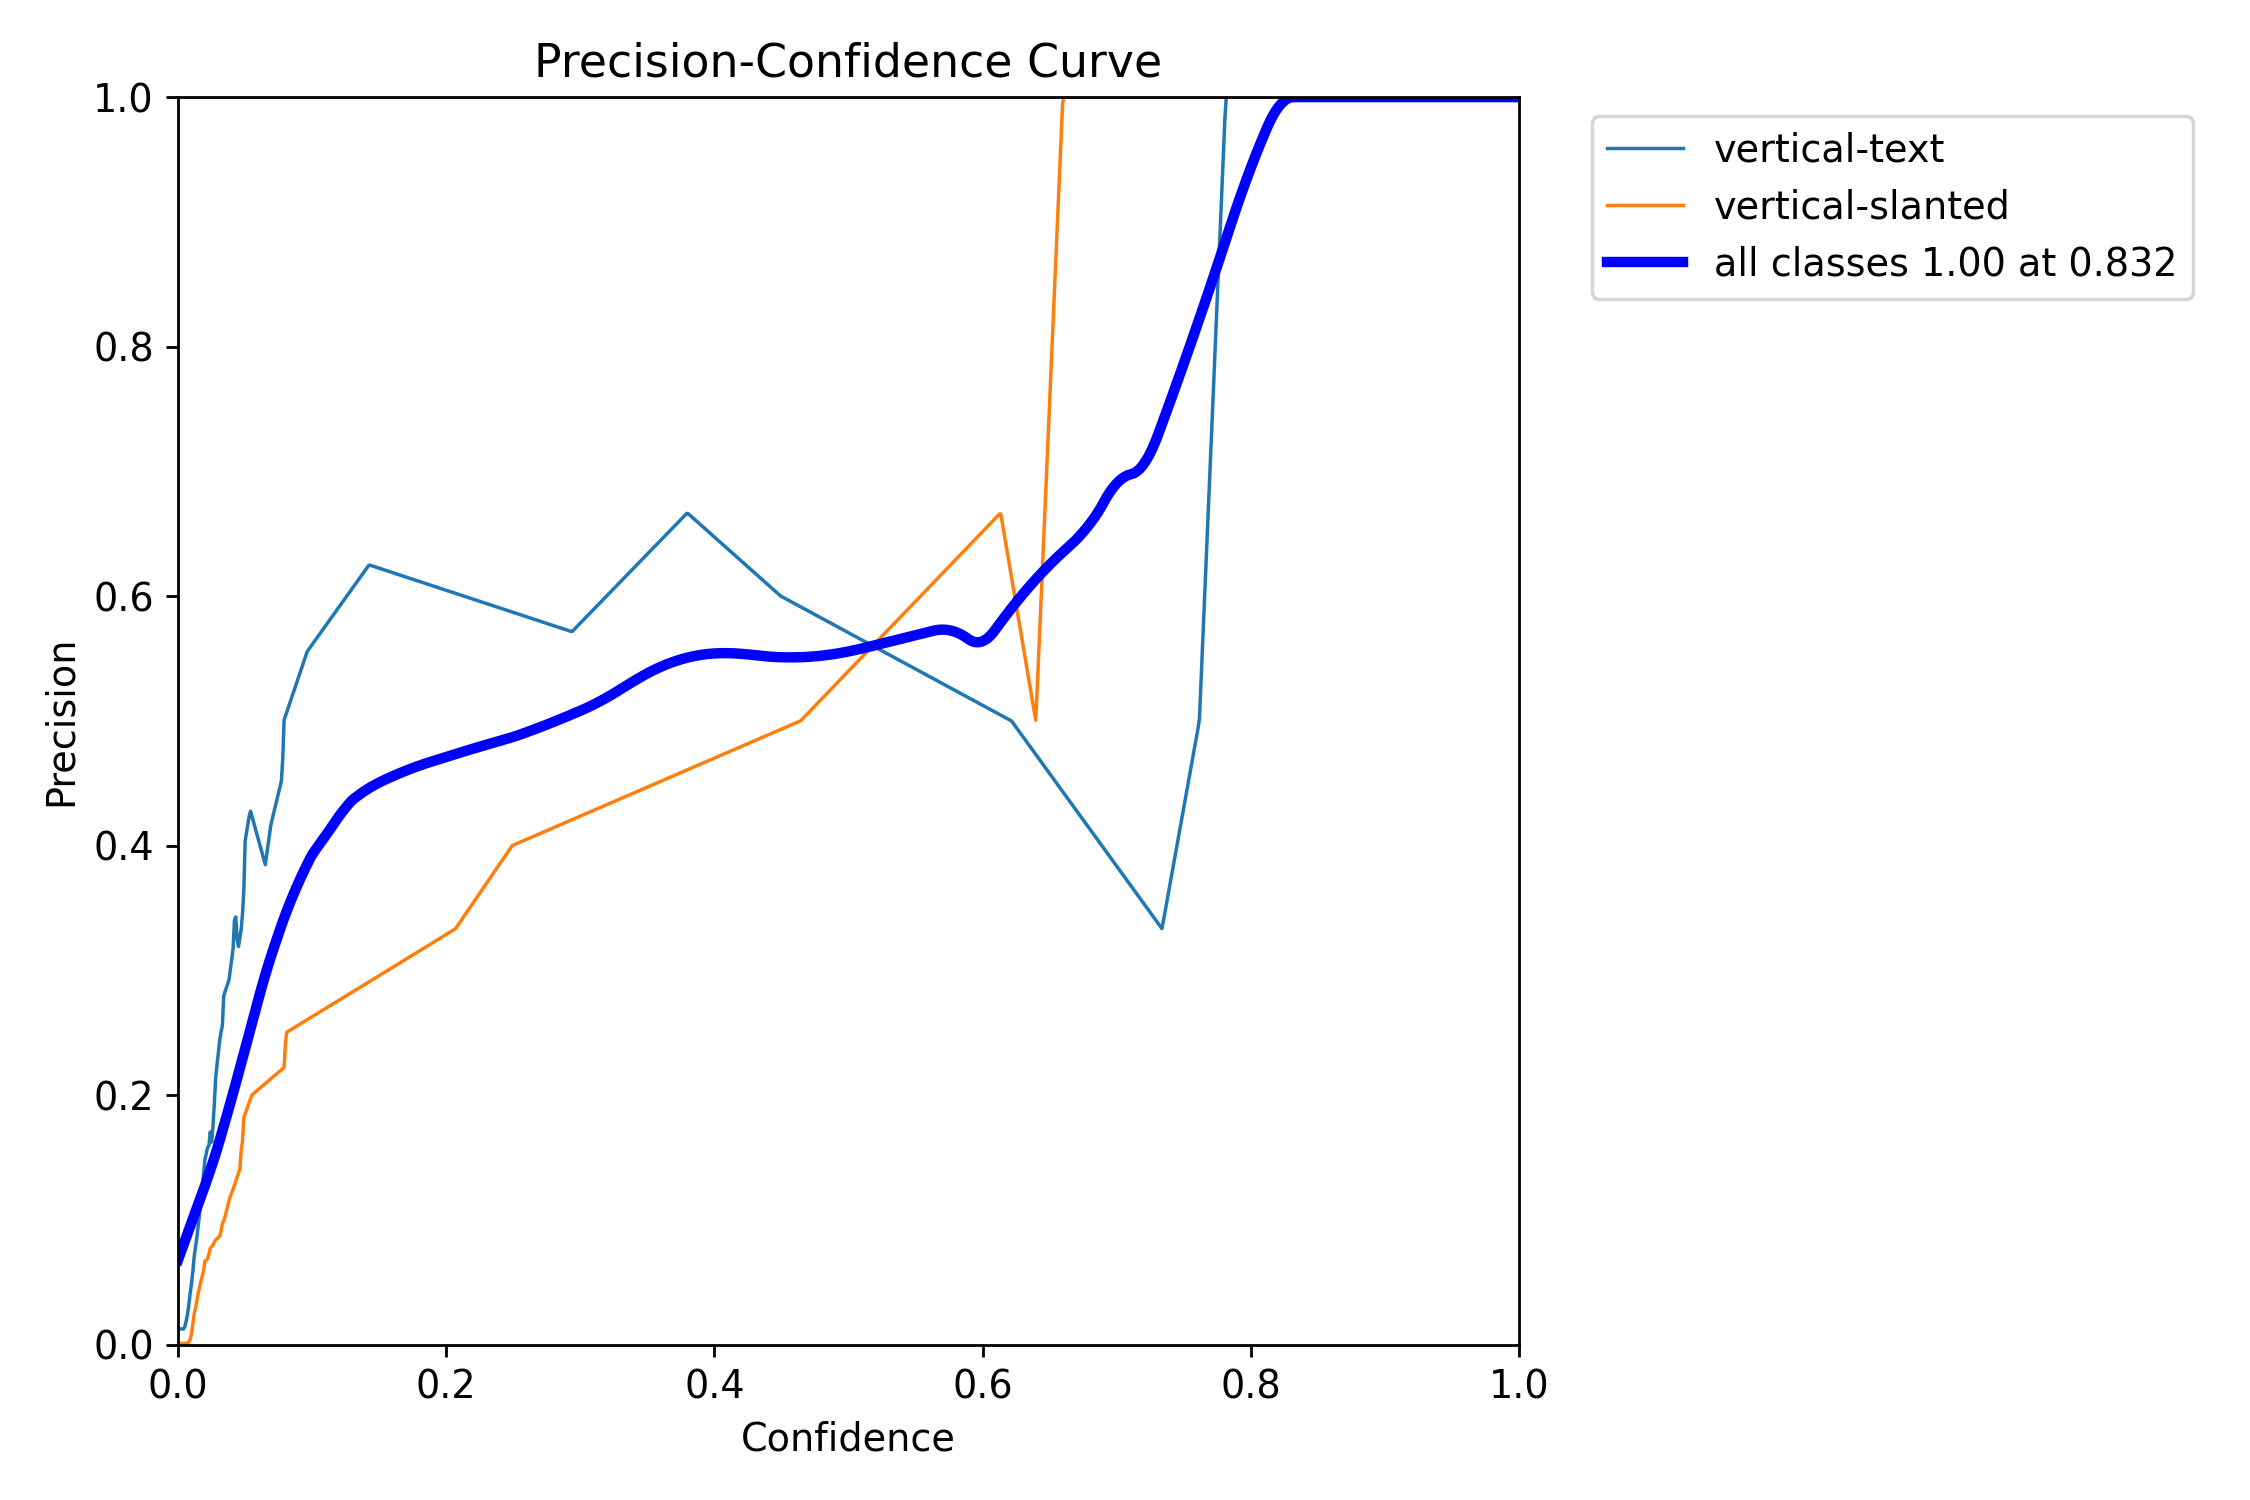 Precision-Confidence Curve
1.0
0.8
0.6
0.4
0.2
0.0
Precision
0.0 0.2 0.4 0.6 0.8 1.0
Confidence
vertical-text
vertical-slanted
all classes 1.00 at 0.832